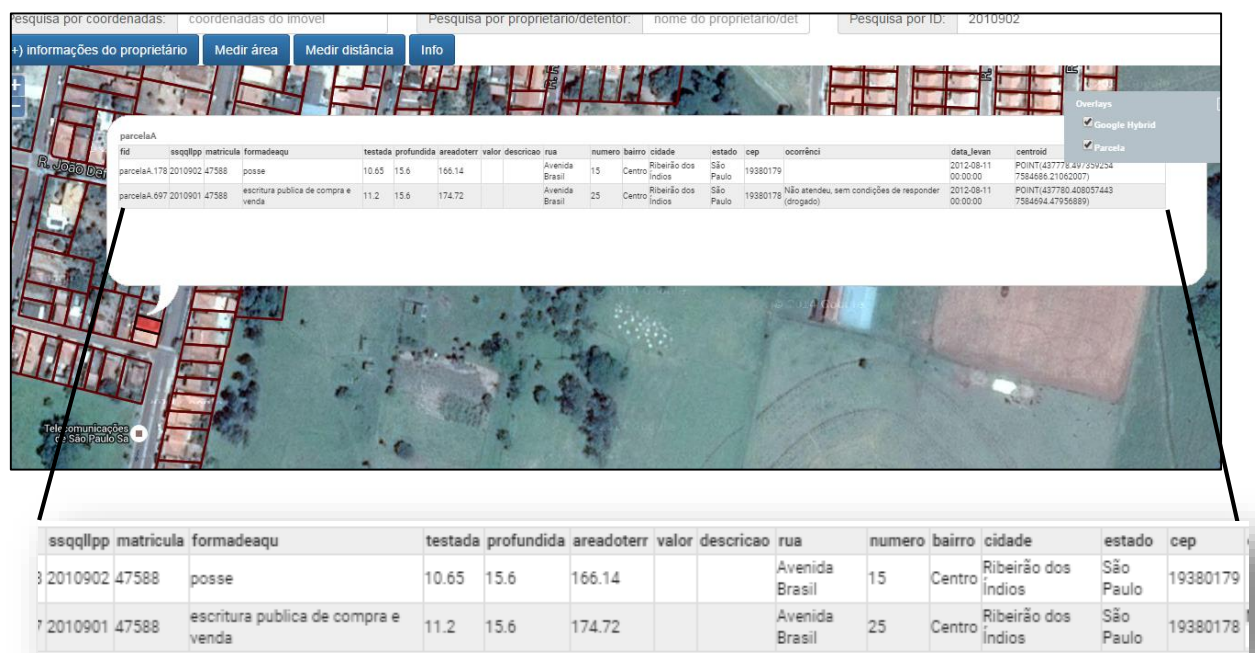 Pesquisa por coordenadas: coordenadas do imovel Pesquisa por proprietário/detentor: nome do proprietário/det Pesquisa por ID: 2010902
+) informações do proprietário Medir área Medir distância Info
+
−
Overlays
Google Hybrid
Parcela
R. João
parcelaA
fid ssqqllpp matricula formadeaqu testada profundida areadoterr valor descricao rua numero bairro cidade estado cep ocorrênci data_levan centroid
parcelaA.178 2010902 47588 posse 10.65 15.6 166.14 Avenida Brasil 15 Centro Ribeirão dos Índios São Paulo 19380179 2012-08-11 00:00:00 POINT(437778.497359254 7584686.21062007)
parcelaA.697 2010901 47588 escritura publica de compra e venda 11.2 15.6 174.72 Avenida Brasil 25 Centro Ribeirão dos Índios São Paulo 19380178 Não atendeu, sem condições de responder (drogado) 2012-08-11 00:00:00 POINT(437780.408057443 7584694.47956889)
Telecomunicações
de São Paulo Sa
ssqqllpp matricula formadeaqu testada profundida areadoterr valor descricao rua numero bairro cidade estado cep
2010902 47588 posse 10.65 15.6 166.14 Avenida Brasil 15 Centro Ribeirão dos Índios São Paulo 19380179
2010901 47588 escritura publica de compra e venda 11.2 15.6 174.72 Avenida Brasil 25 Centro Ribeirão dos Índios São Paulo 19380178